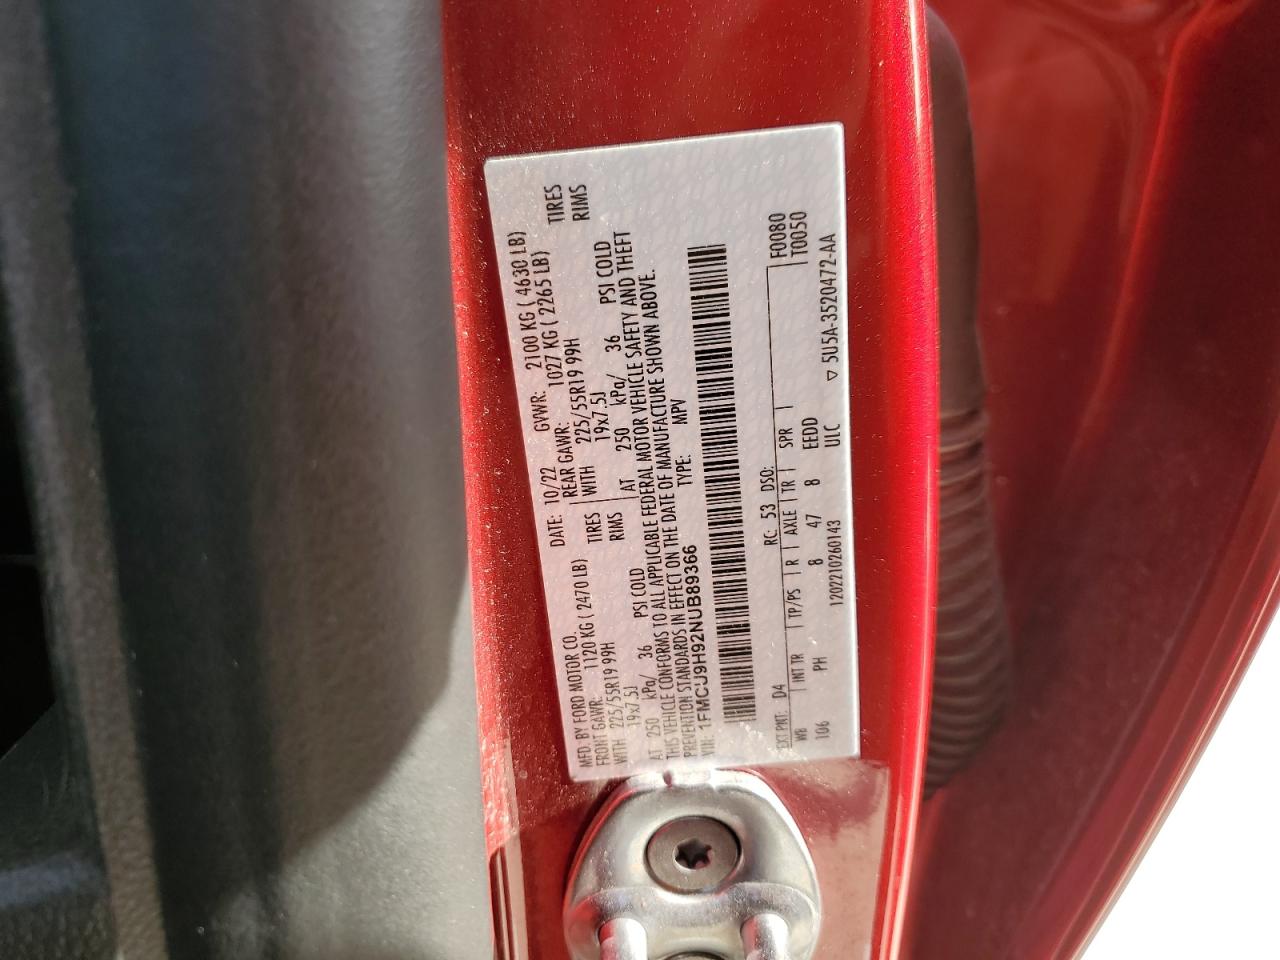 MFD. BY FORD MOTOR CO. DATE: 10/22 GVWR: 2100 KG ( 4630 LB)
FRONT GAWR: 1120 KG ( 2470 LB) REAR GAWR: 1027 KG ( 2265 LB)
WITH 225/55R19 99H TIRES WITH 225/55R19 99H TIRES
19x7.5J RIMS 19x7.5J RIMS
AT 250 kPa/ 36 PSI COLD AT 250 kPa/ 36 PSI COLD
THIS VEHICLE CONFORMS TO ALL APPLICABLE FEDERAL MOTOR VEHICLE SAFETY AND THEFT
PREVENTION STANDARDS IN EFFECT ON THE DATE OF MANUFACTURE SHOWN ABOVE.
VIN: 1FMCU9H92NUB89366 TYPE: MPV
EXT PNT: D4 RC: 53 DSO: F0080
WB INT TR TP/PS R AXLE TR SPR T0050
106 PH 8 47 8 EEDD
1202210260143 ULC ▽ 5U5A-3520472-AA